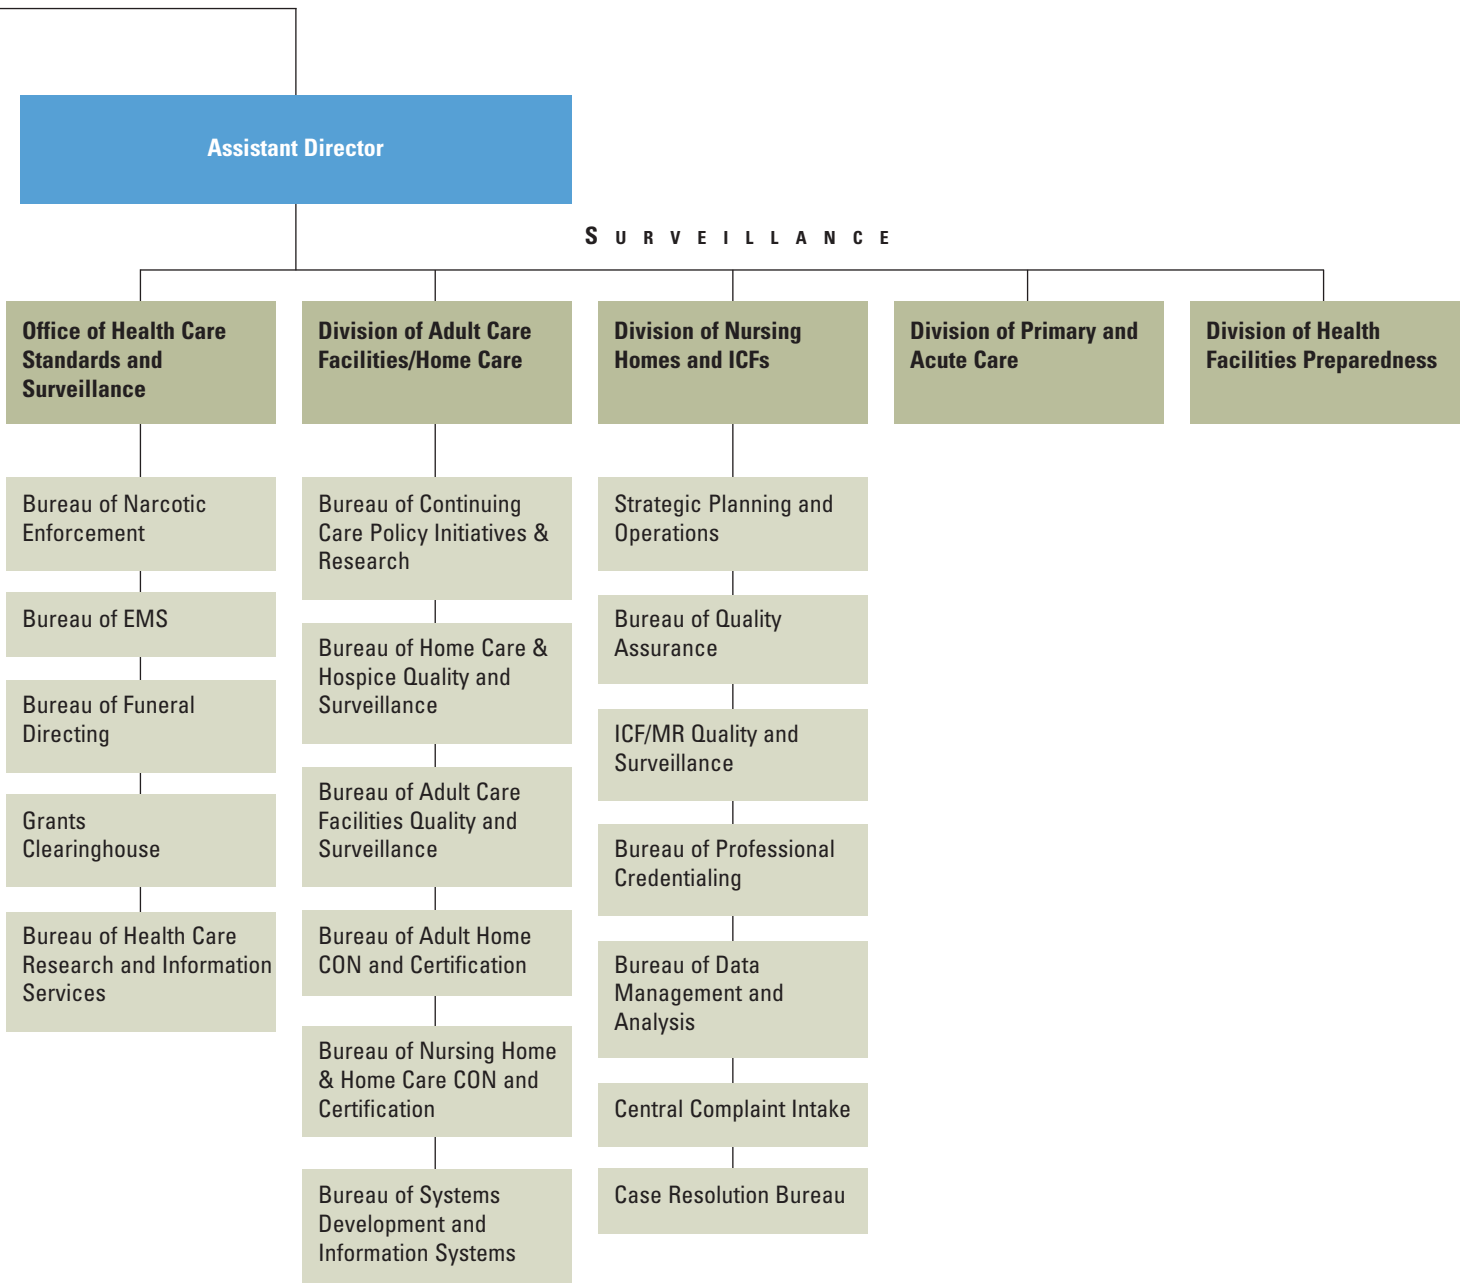 Assistant Director
SURVEILLANCE
Office of Health Care
Standards and
Surveillance
Division of Adult Care
Facilities/Home Care
Division of Nursing
Homes and ICFs
Division of Primary and
Acute Care
Division of Health
Facilities Preparedness
Bureau of Narcotic
Enforcement
Bureau of EMS
Bureau of Funeral
Directing
Grants
Clearinghouse
Bureau of Health Care
Research and Information
Services
Bureau of Continuing
Care Policy Initiatives &
Research
Bureau of Home Care &
Hospice Quality and
Surveillance
Bureau of Adult Care
Facilities Quality and
Surveillance
Bureau of Adult Home
CON and Certification
Bureau of Nursing Home
& Home Care CON and
Certification
Bureau of Systems
Development and
Information Systems
Strategic Planning and
Operations
Bureau of Quality
Assurance
ICF/MR Quality and
Surveillance
Bureau of Professional
Credentialing
Bureau of Data
Management and
Analysis
Central Complaint Intake
Case Resolution Bureau